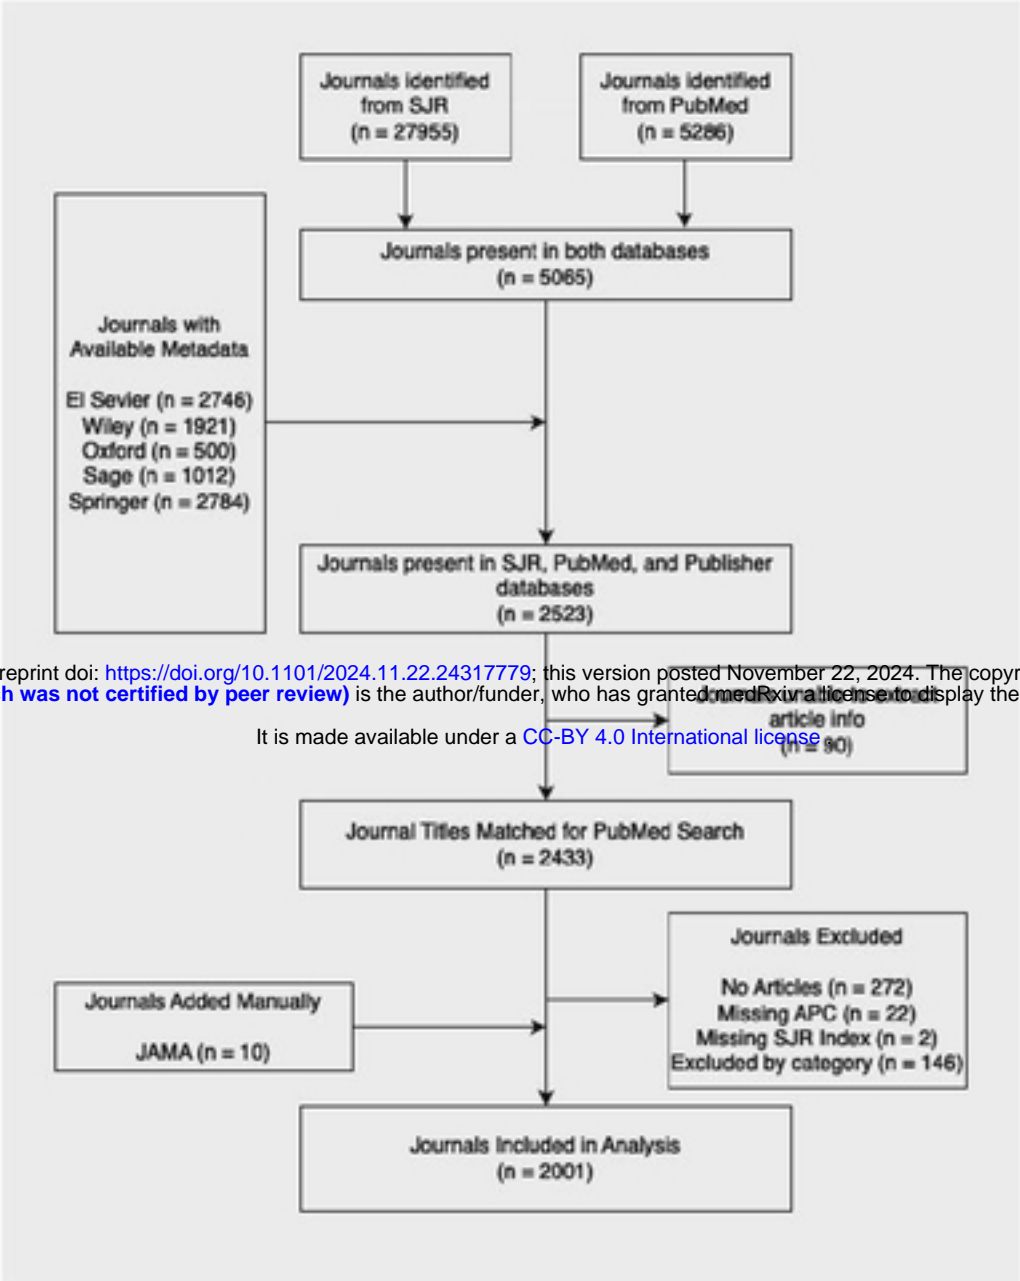 Journals identified
from SJR
(n = 27955)
Journals identified
from PubMed
(n = 5286)
Journals present in both databases
(n = 5065)
Journals with
Available Metadata
El Sevier (n = 2746)
Wiley (n = 1921)
Oxford (n = 500)
Sage (n = 1012)
Springer (n = 2784)
Journals present in SJR, PubMed, and Publisher
databases
(n = 2523)
reprint doi: https://doi.org/10.1101/2024.11.22.24317779; this version posted November 22, 2024. The copyr
h was not certified by peer review) is the author/funder, who has granted medRxiv a license to display the
Journals unable to extract
article info
(n = 90)
It is made available under a CC-BY 4.0 International license .
Journal Titles Matched for PubMed Search
(n = 2433)
Journals Excluded
No Articles (n = 272)
Missing APC (n = 22)
Missing SJR Index (n = 2)
Excluded by category (n = 146)
Journals Added Manually
JAMA (n = 10)
Journals Included in Analysis
(n = 2001)